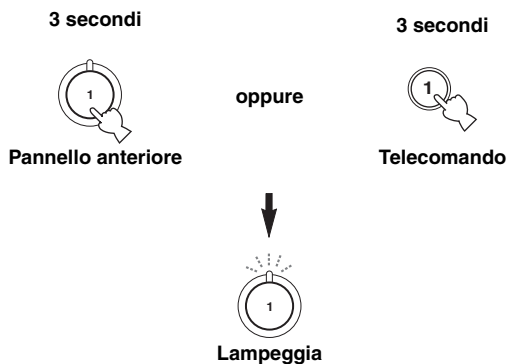 3 secondi
3 secondi
1
oppure
1
Pannello anteriore
Telecomando
1
Lampeggia